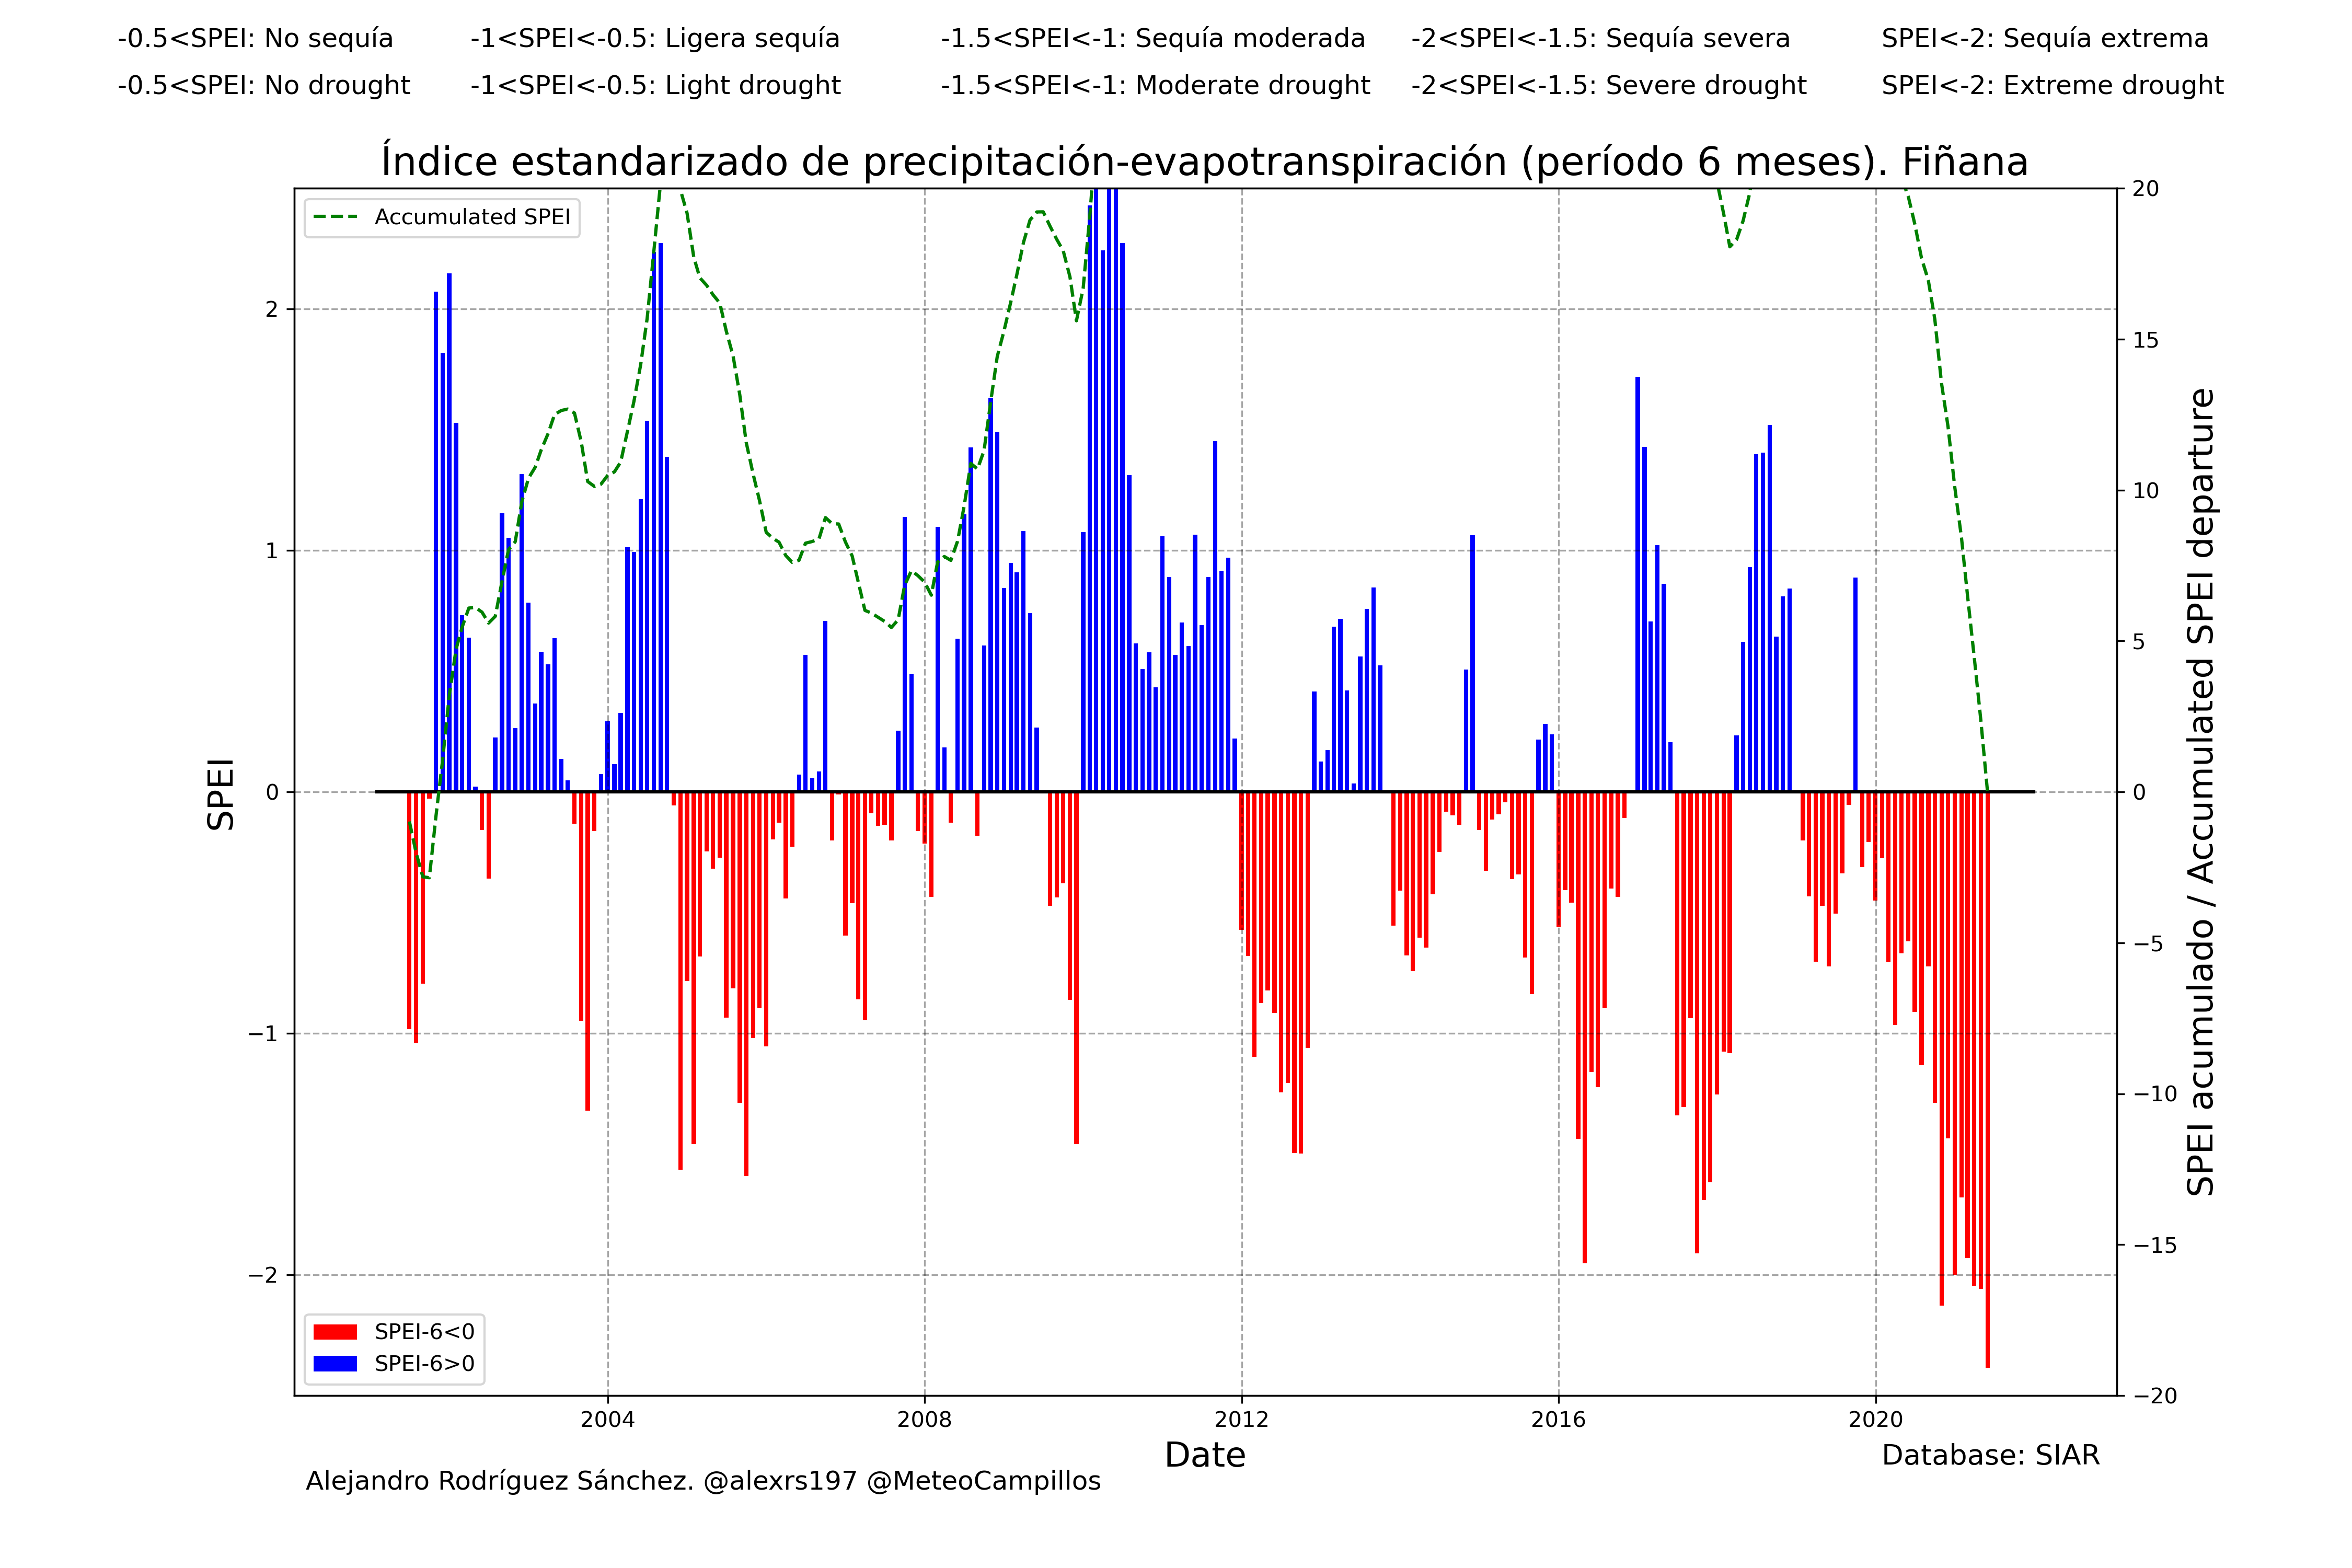 -0.5<SPEI: No sequía -1<SPEI<-0.5: Ligera sequía -1.5<SPEI<-1: Sequía moderada -2<SPEI<-1.5: Sequía severa SPEI<-2: Sequía extrema
-0.5<SPEI: No drought -1<SPEI<-0.5: Light drought -1.5<SPEI<-1: Moderate drought -2<SPEI<-1.5: Severe drought SPEI<-2: Extreme drought
Índice estandarizado de precipitación-evapotranspiración (período 6 meses). Fiñana
Accumulated SPEI
SPEI
2
1
0
−1
−2
20
15
10
5
0
−5
−10
−15
−20
SPEI acumulado / Accumulated SPEI departure
SPEI-6<0
SPEI-6>0
2004 2008 2012 2016 2020
Date
Database: SIAR
Alejandro Rodríguez Sánchez. @alexrs197 @MeteoCampillos